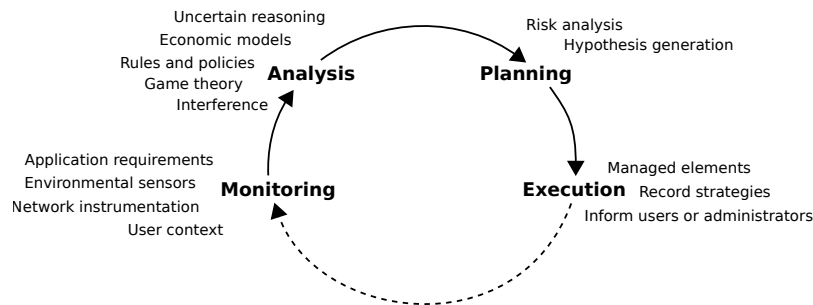 Uncertain reasoning
Economic models
Rules and policies
Game theory
Interference
Analysis
Risk analysis
Hypothesis generation
Planning
Application requirements
Environmental sensors
Network instrumentation
User context
Monitoring
Execution
Managed elements
Record strategies
Inform users or administrators